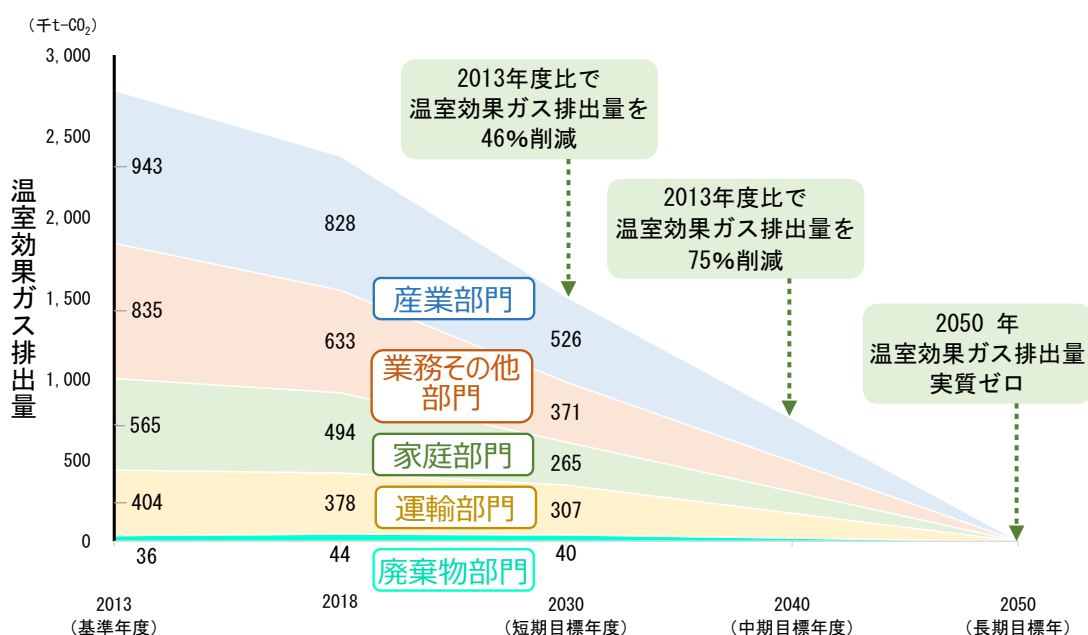 (千t-CO₂)
3,000
2,500
2,000
1,500
1,000
500
0
温室効果ガス排出量
943
835
565
404
36
828
633
494
378
44
産業部門
業務その他
部門
家庭部門
運輸部門
廃棄物部門
526
371
265
307
40
2013年度比で
温室効果ガス排出量を
46%削減
2013年度比で
温室効果ガス排出量を
75%削減
2050 年
温室効果ガス排出量
実質ゼロ
2013
(基準年度)
2018
2030
(短期目標年度)
2040
(中期目標年度)
2050
(長期目標年)